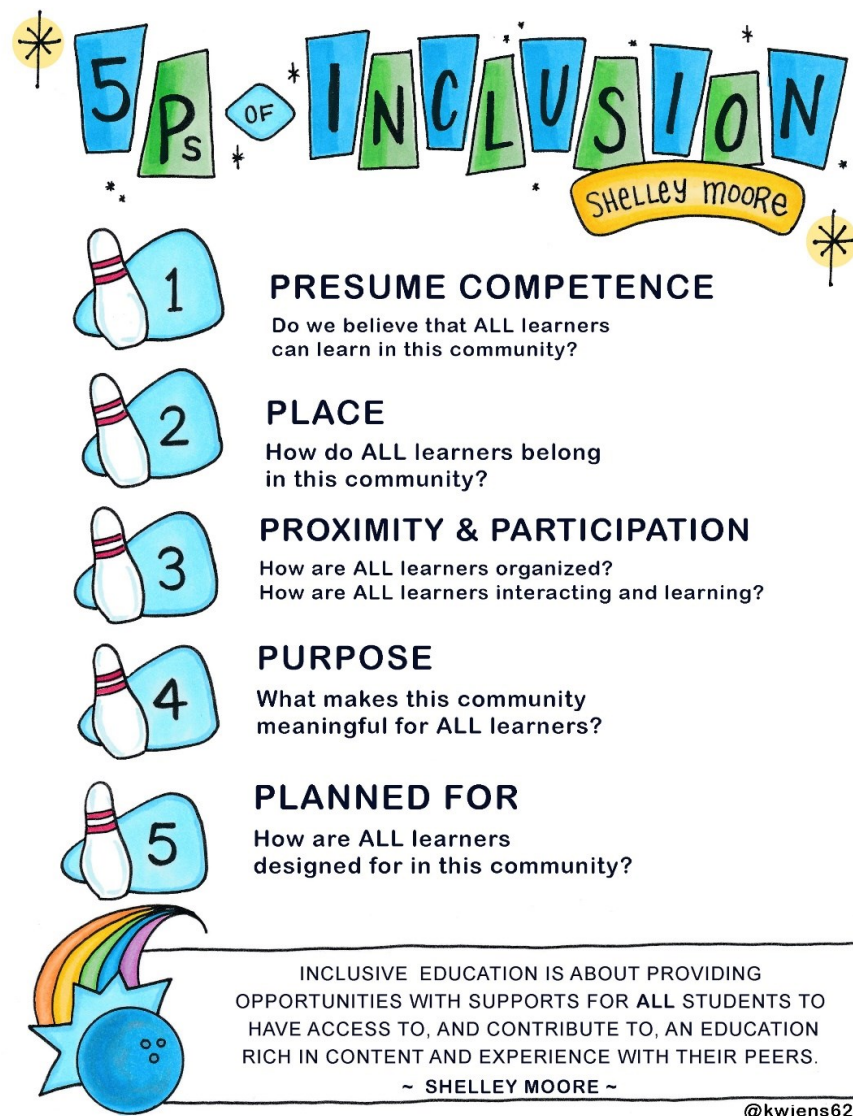 5 Ps OF INCLUSION
SHELLEY MOORE
1
PRESUME COMPETENCE
Do we believe that ALL learners
can learn in this community?
2
PLACE
How do ALL learners belong
in this community?
3
PROXIMITY & PARTICIPATION
How are ALL learners organized?
How are ALL learners interacting and learning?
4
PURPOSE
What makes this community
meaningful for ALL learners?
5
PLANNED FOR
How are ALL learners
designed for in this community?
INCLUSIVE EDUCATION IS ABOUT PROVIDING
OPPORTUNITIES WITH SUPPORTS FOR ALL STUDENTS TO
HAVE ACCESS TO, AND CONTRIBUTE TO, AN EDUCATION
RICH IN CONTENT AND EXPERIENCE WITH THEIR PEERS.
~ SHELLEY MOORE ~
@kwiens62